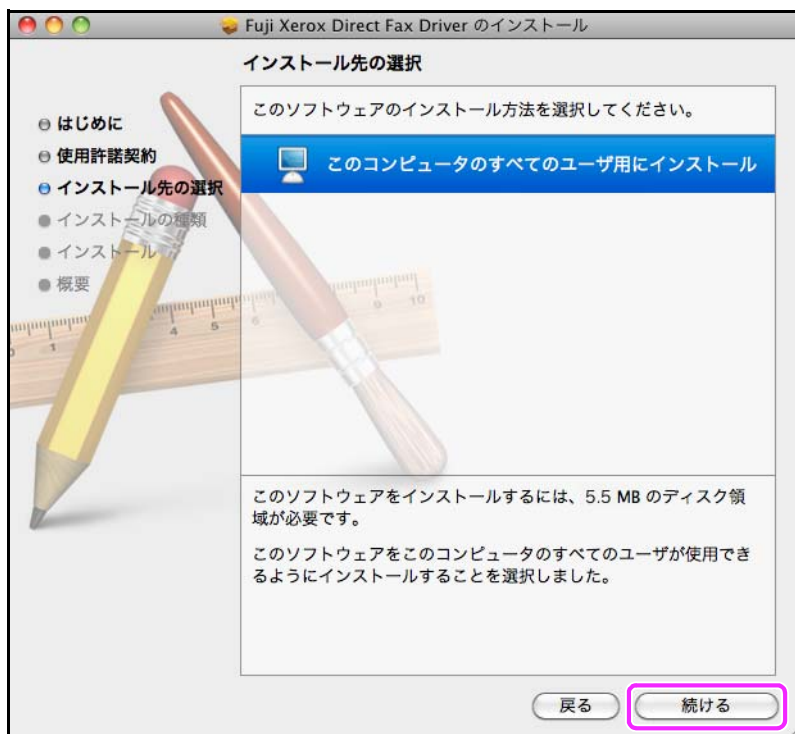 Fuji Xerox Direct Fax Driver のインストール
インストール先の選択
はじめに
使用許諾契約
インストール先の選択
インストールの種類
インストール
概要
このソフトウェアのインストール方法を選択してください。
このコンピュータのすべてのユーザ用にインストール
このソフトウェアをインストールするには、5.5 MB のディスク領
域が必要です。
このソフトウェアをこのコンピュータのすべてのユーザが使用でき
るようにインストールすることを選択しました。
戻る
続ける